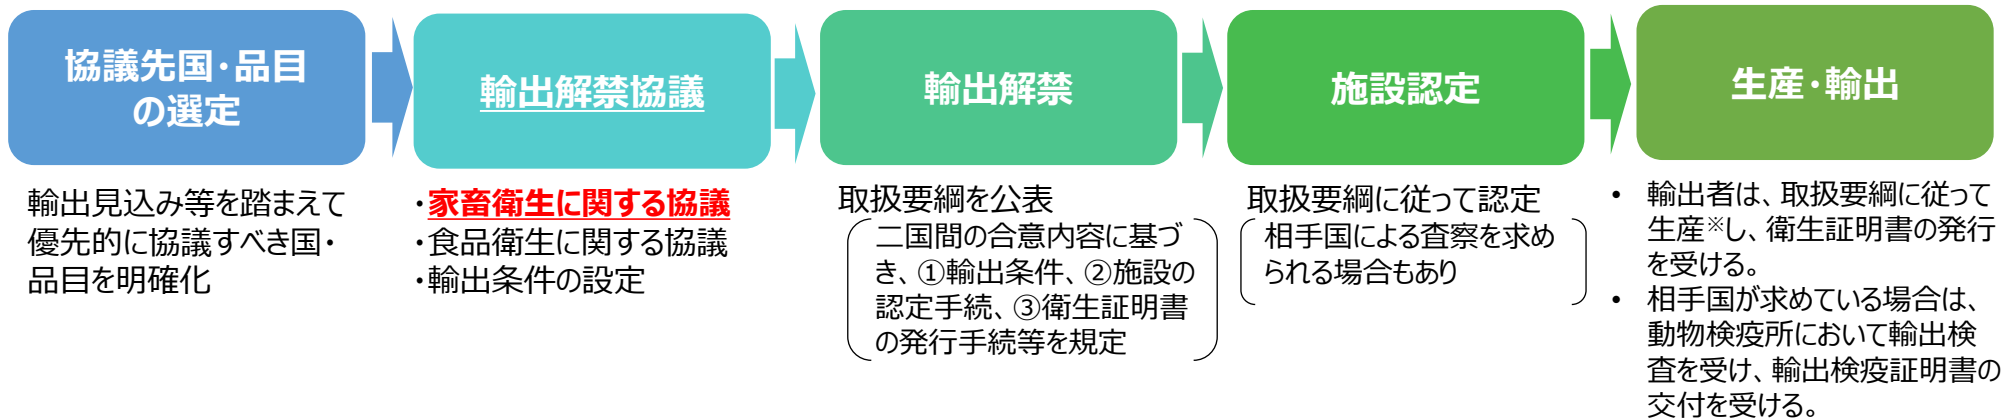 協議先国・品目
の選定
輸出解禁協議
輸出解禁
施設認定
生産・輸出
輸出見込み等を踏まえて
優先的に協議すべき国・
品目を明確化
・家畜衛生に関する協議
・食品衛生に関する協議
・輸出条件の設定
取扱要綱を公表
二国間の合意内容に基づ
き、①輸出条件、②施設の
認定手続、③衛生証明書
の発行手続等を規定
取扱要綱に従って認定
相手国による査察を求め
られる場合もあり
• 輸出者は、取扱要綱に従って
生産※し、衛生証明書の発行
を受ける。
• 相手国が求めている場合は、
動物検疫所において輸出検
査を受け、輸出検疫証明書の
交付を受ける。